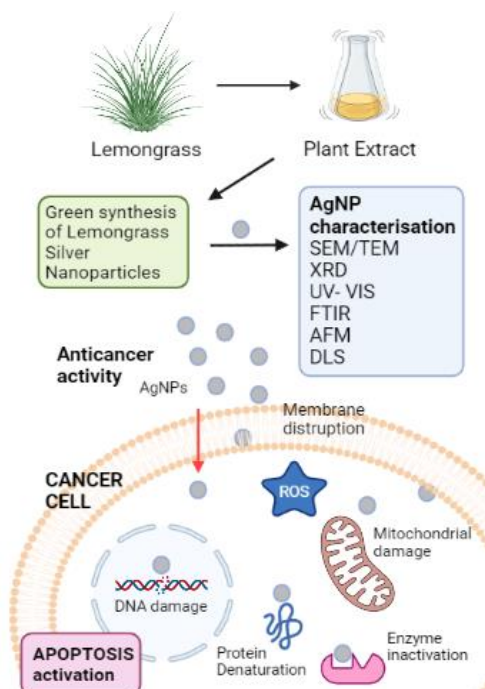 Lemongrass
Plant Extract
Green synthesis
of Lemongrass
Silver
Nanoparticles
AgNP
characterisation
SEM/TEM
XRD
UV- VIS
FTIR
AFM
DLS
Anticancer
activity
AgNPs
Membrane
distruption
CANCER
CELL
ROS
Mitochondrial
damage
DNA damage
Protein
Denaturation
Enzyme
inactivation
APOPTOSIS
activation